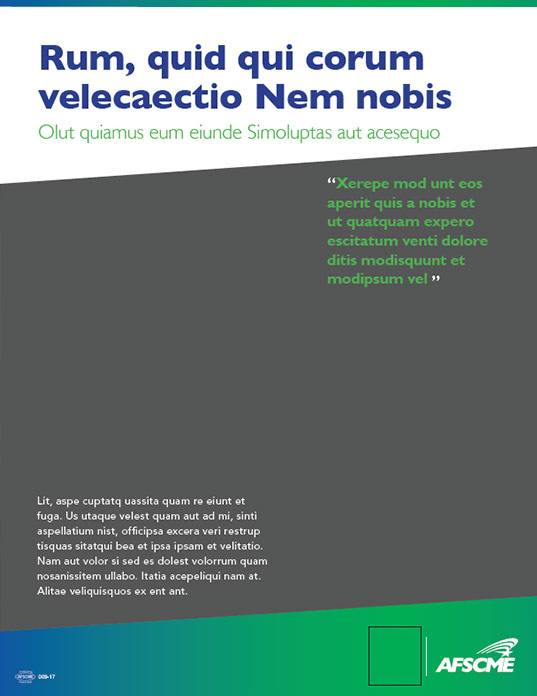 Rum, quid qui corum
velecaectio Nem nobis
Olut quiamus eum eiunde Simoluptas aut acesequo
“Xerepe mod unt eos
aperit quis a nobis et
ut quatquam expero
escitatum venti dolore
ditis modisquunt et
modipsum vel ”
Lit, aspe cuptatq uassita quam re eiunt et
fuga. Us utaque velest quam aut ad mi, sinti
aspellatium nist, officipsa excera veri restrup
tisquas sitatqui bea et ipsa ipsam et velitatio.
Nam aut volor si sed es dolest volorrum quam
nosanissitem ullabo. Itatia acepeliqui nam at.
Alitae veliquisquos ex ent ant.
AFSCME 009-17
AFSCME